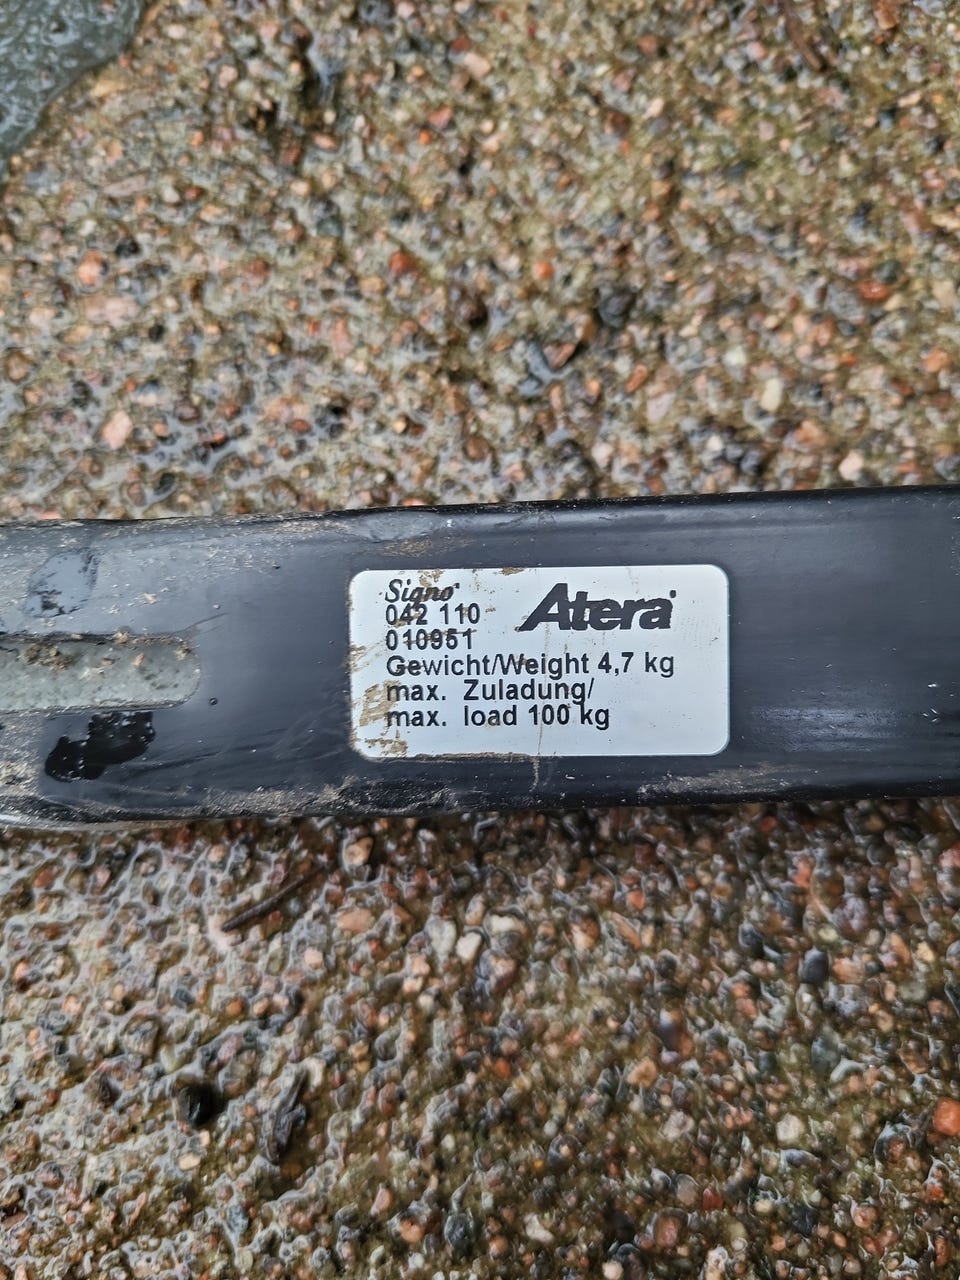 Signo
042 110
Atera
010951
Gewicht/Weight 4,7 kg
max. Zuladung/
max. load 100 kg